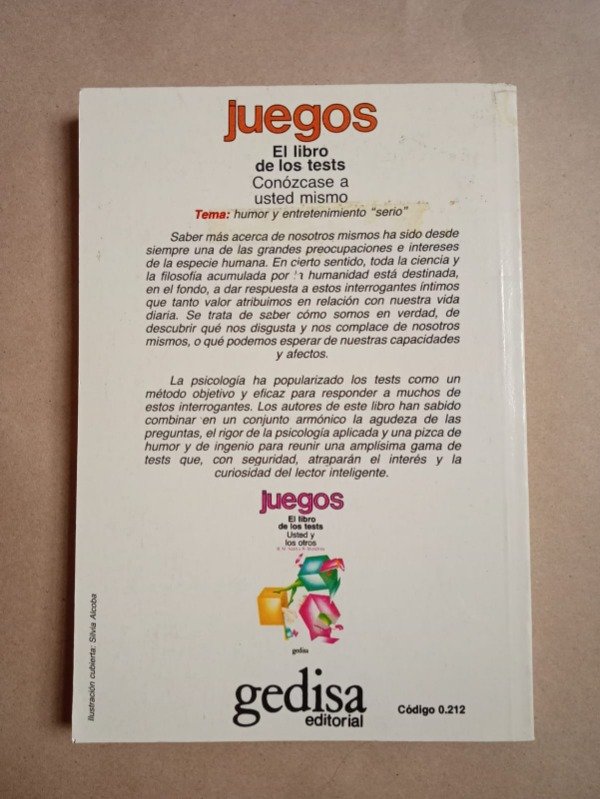 juegos
El libro
de los tests
Conózcase a
usted mismo
Tema: humor y entretenimiento "serio"
Saber más acerca de nosotros mismos ha sido desde
siempre una de las grandes preocupaciones e intereses
de la especie humana. En cierto sentido, toda la ciencia y
la filosofía acumulada por la humanidad está destinada,
en el fondo, a dar respuesta a estos interrogantes íntimos
que tanto valor atribuimos en relación con nuestra vida
diaria. Se trata de saber cómo somos en verdad, de
descubrir qué nos disgusta y nos complace de nosotros
mismos, o qué podemos esperar de nuestras capacidades
y afectos.
La psicología ha popularizado los tests como un
método objetivo y eficaz para responder a muchos de
estos interrogantes. Los autores de este libro han sabido
combinar en un conjunto armónico la agudeza de las
preguntas, el rigor de la psicología aplicada y una pizca de
humor y de ingenio para reunir una amplísima gama de
tests que, con seguridad, atraparán el interés y la
curiosidad del lector inteligente.
juegos
El libro
de los tests
Usted y
los otros
gedisa
gedisa
editorial
Código 0.212
Ilustración cubierta: Silvia Alcoba